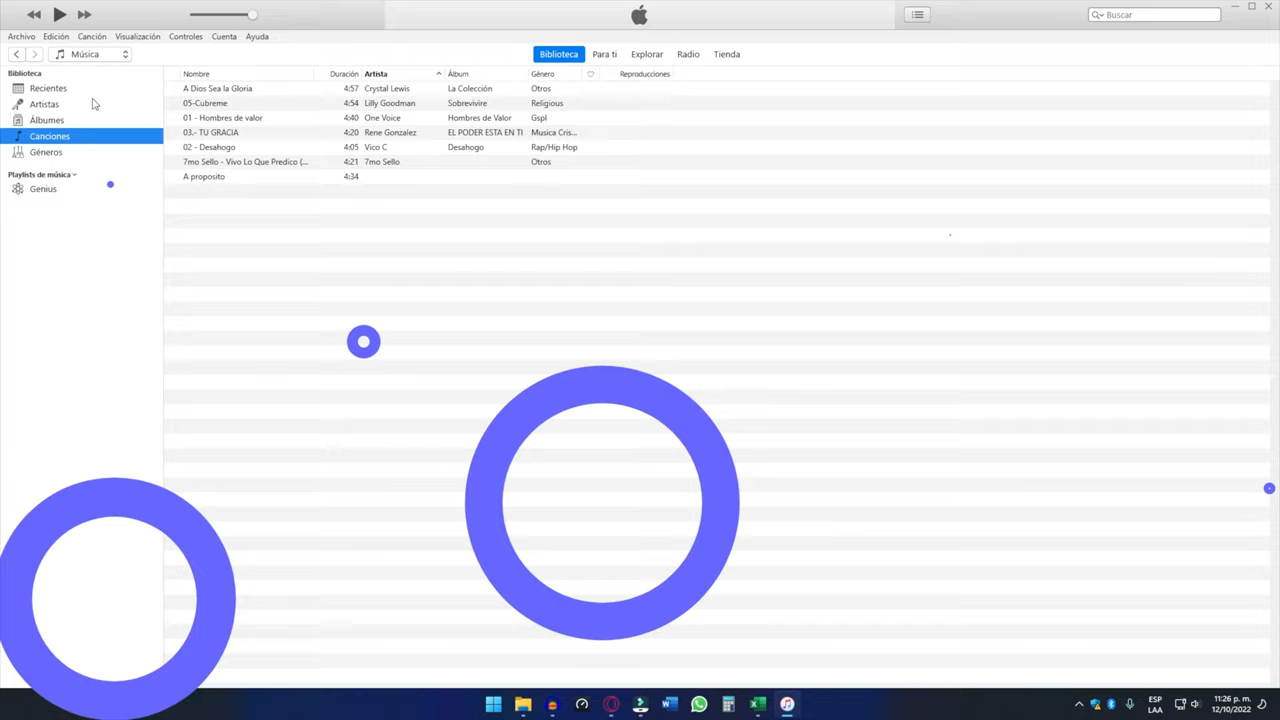 Buscar
Archivo Edición Canción Visualización Controles Cuenta Ayuda
Música
Biblioteca Para ti Explorar Radio Tienda
Biblioteca
Recientes
Artistas
Álbumes
Canciones
Géneros
Playlists de música
Genius
Nombre Duración Artista Álbum Género Reproducciones
A Dios Sea la Gloria 4:57 Crystal Lewis La Colección Otros
05-Cubreme 4:54 Lilly Goodman Sobrevivire Religious
01 - Hombres de valor 4:40 One Voice Hombres de Valor Gspl
03.- TU GRACIA 4:20 Rene Gonzalez EL PODER ESTA EN TI Musica Cris...
02 - Desahogo 4:05 Vico C Desahogo Rap/Hip Hop
7mo Sello - Vivo Lo Que Predico (... 4:21 7mo Sello Otros
A proposito 4:34
ESP
LAA
11:26 p. m.
12/10/2022